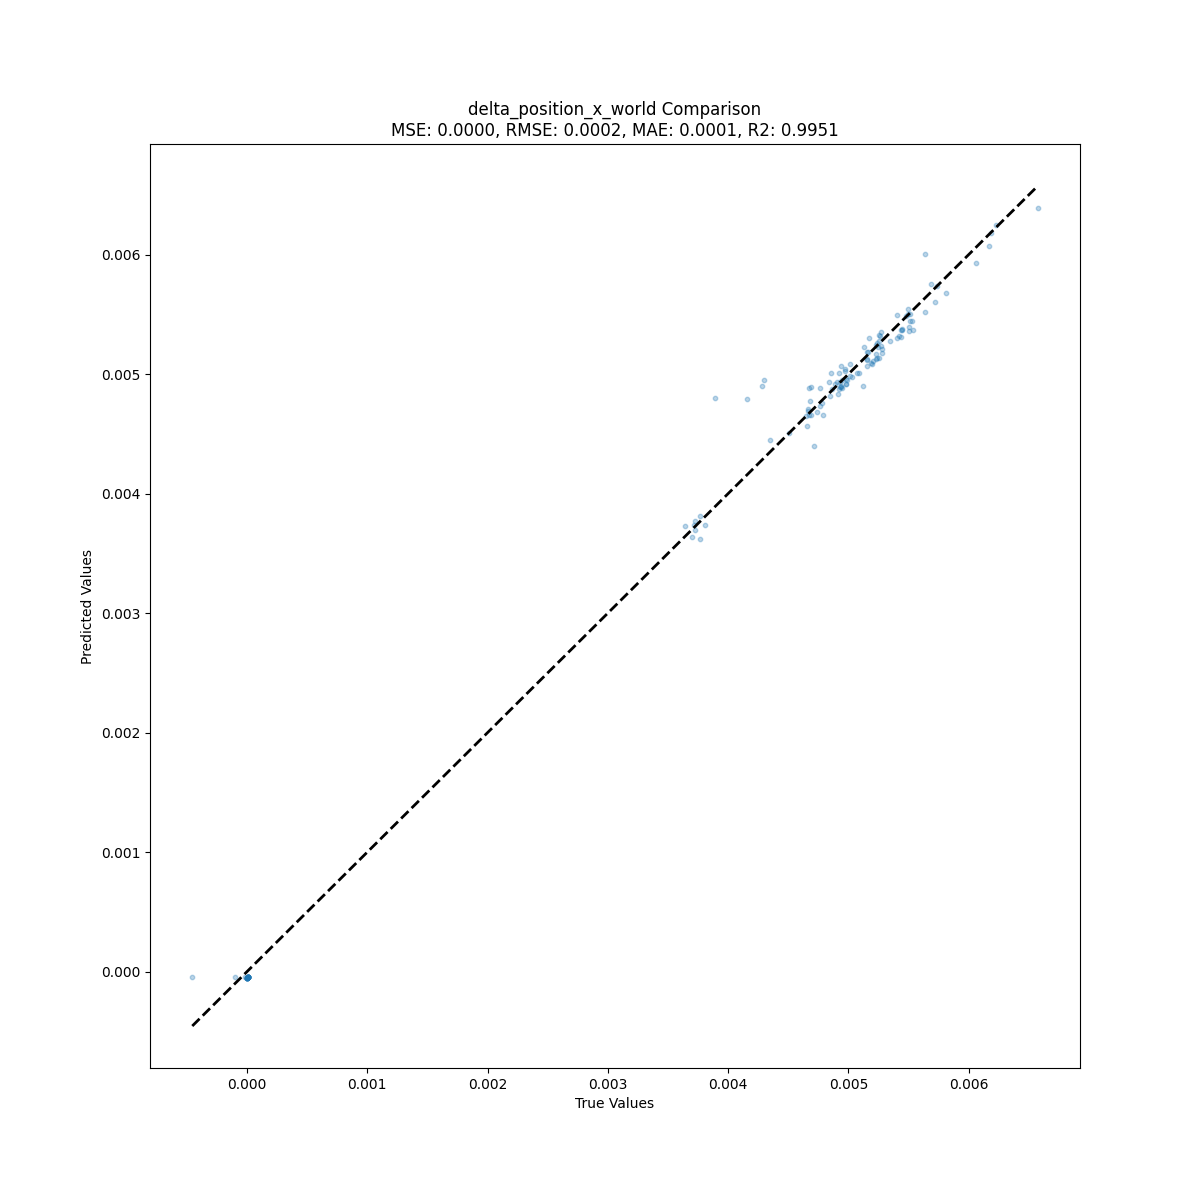 delta_position_x_world Comparison
MSE: 0.0000, RMSE: 0.0002, MAE: 0.0001, R2: 0.9951
Predicted Values
0.006
0.005
0.004
0.003
0.002
0.001
0.000
0.000 0.001 0.002 0.003 0.004 0.005 0.006
True Values